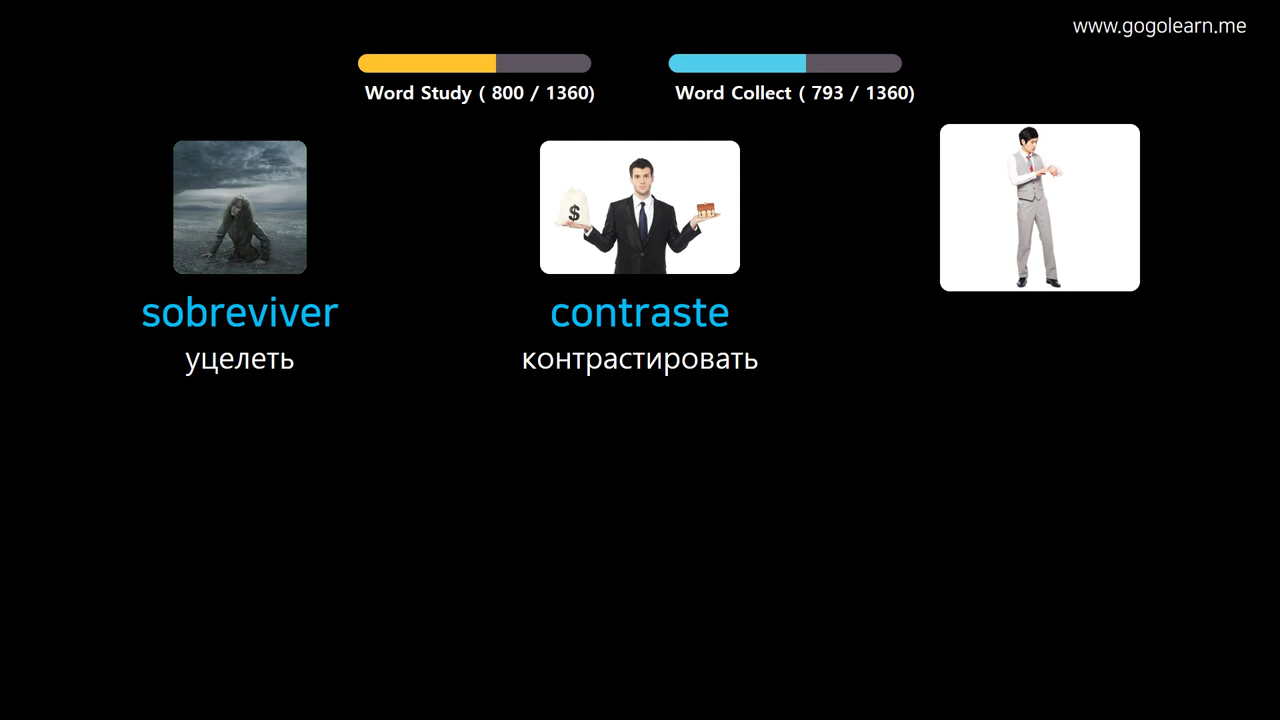 www.gogolearn.me
Word Study ( 800 / 1360)
Word Collect ( 793 / 1360)
$
sobreviver
уцелеть
contraste
контрастировать